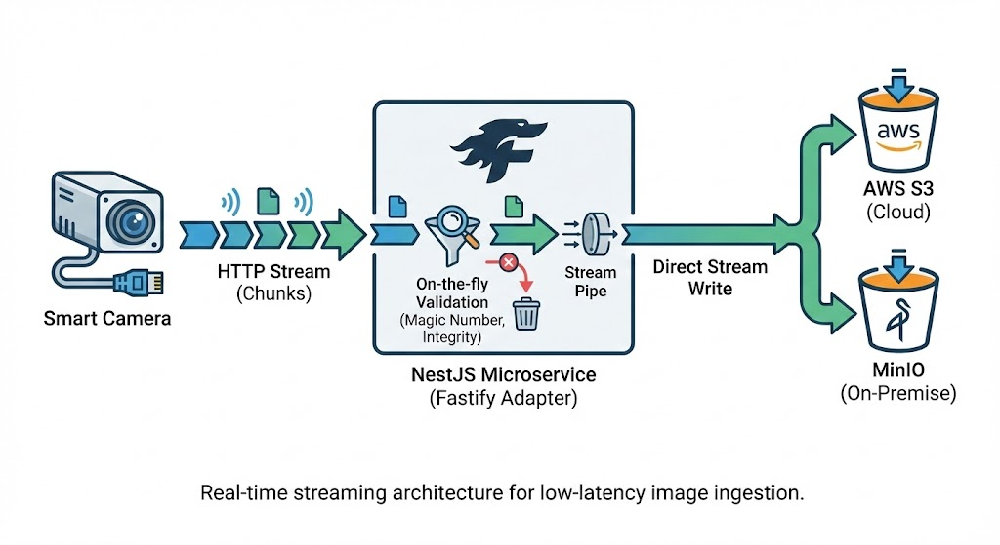 Smart Camera
HTTP Stream
(Chunks)
On-the-fly
Validation
(Magic Number,
Integrity)
Stream
Pipe
NestJS Microservice
(Fastify Adapter)
Direct Stream
Write
aws
AWS S3
(Cloud)
MinIO
(On-Premise)
Real-time streaming architecture for low-latency image ingestion.